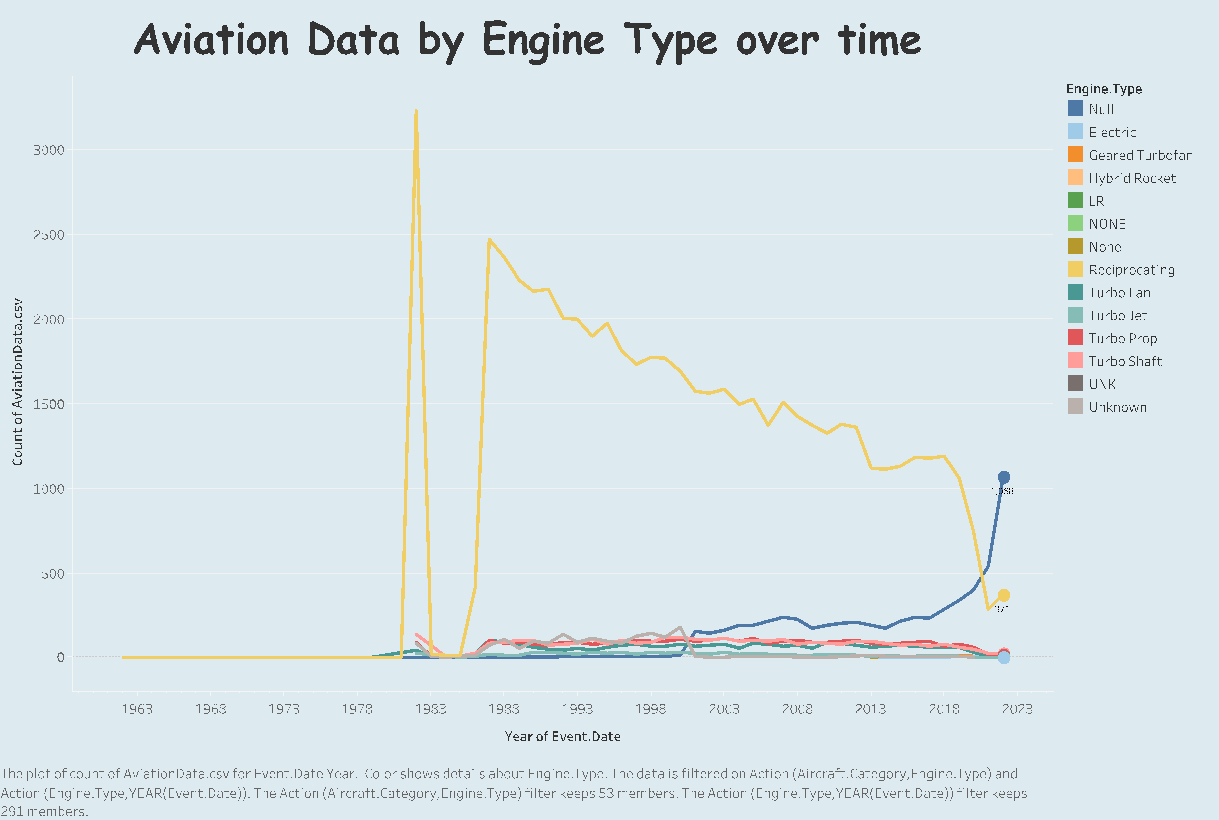 Aviation Data by Engine Type over time
Engine.Type
Null
Electric
Geared Turbofan
Hybrid Rocket
LR
NONE
None
Reciprocating
Turbo Fan
Turbo Jet
Turbo Prop
Turbo Shaft
UNK
Unknown
Count of AviationData.csv
3000
2500
2000
1500
1000
500
0
1963 1968 1973 1978 1983 1988 1993 1998 2003 2008 2013 2018 2023
Year of Event.Date
The plot of count of AviationData.csv for Event.Date Year. Color shows details about Engine.Type. The data is filtered on Action (Aircraft.Category,Engine.Type) and
Action (Engine.Type,YEAR(Event.Date)). The Action (Aircraft.Category,Engine.Type) filter keeps 53 members. The Action (Engine.Type,YEAR(Event.Date)) filter keeps
291 members.